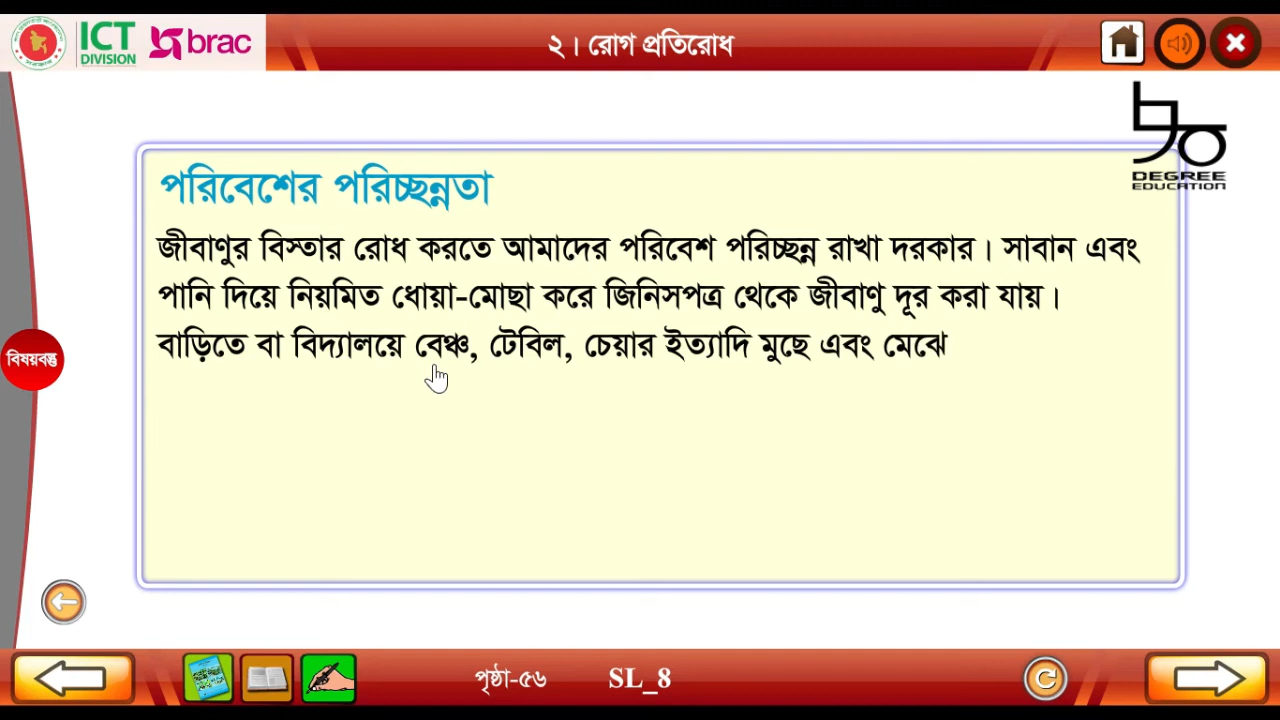 ICT
DIVISION
brac
২। রোগ প্রতিরোধ
১০
DEGREE
EDUCATION
পরিবেশের পরিচ্ছন্নতা
জীবাণুর বিস্তার রোধ করতে আমাদের পরিবেশ পরিচ্ছন্ন রাখা দরকার। সাবান এবং
পানি দিয়ে নিয়মিত ধোয়া-মোছা করে জিনিসপত্র থেকে জীবাণু দূর করা যায়।
বাড়িতে বা বিদ্যালয়ে বেঞ্চ, টেবিল, চেয়ার ইত্যাদি মুছে এবং মেঝে
বিষয়বস্তু
পৃষ্ঠা-৫৬
SL_8